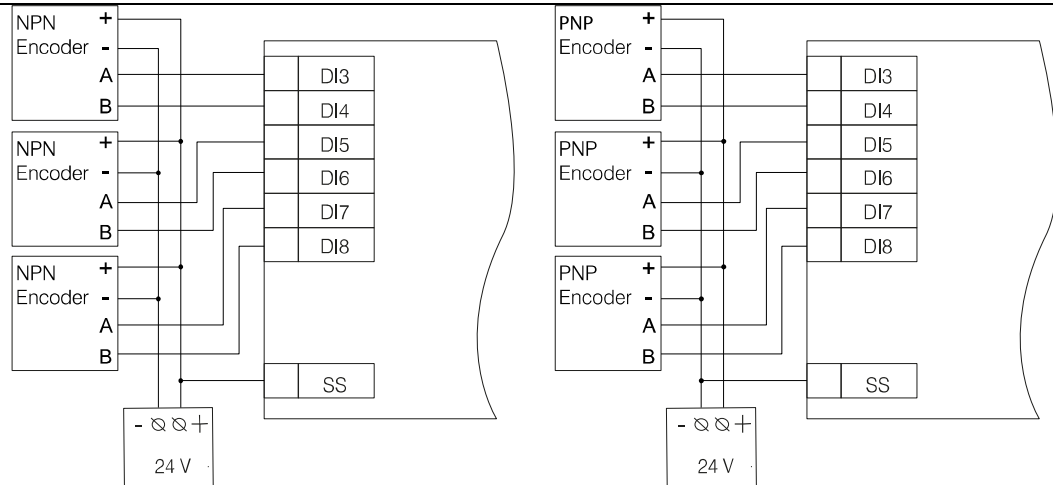 NPN +
Encoder -
A
B
NPN +
Encoder -
A
B
NPN +
Encoder -
A
B
DI3
DI4
DI5
DI6
DI7
DI8
SS
- +
24 V
PNP +
Encoder -
A
B
PNP +
Encoder -
A
B
PNP +
Encoder -
A
B
DI3
DI4
DI5
DI6
DI7
DI8
SS
- +
24 V